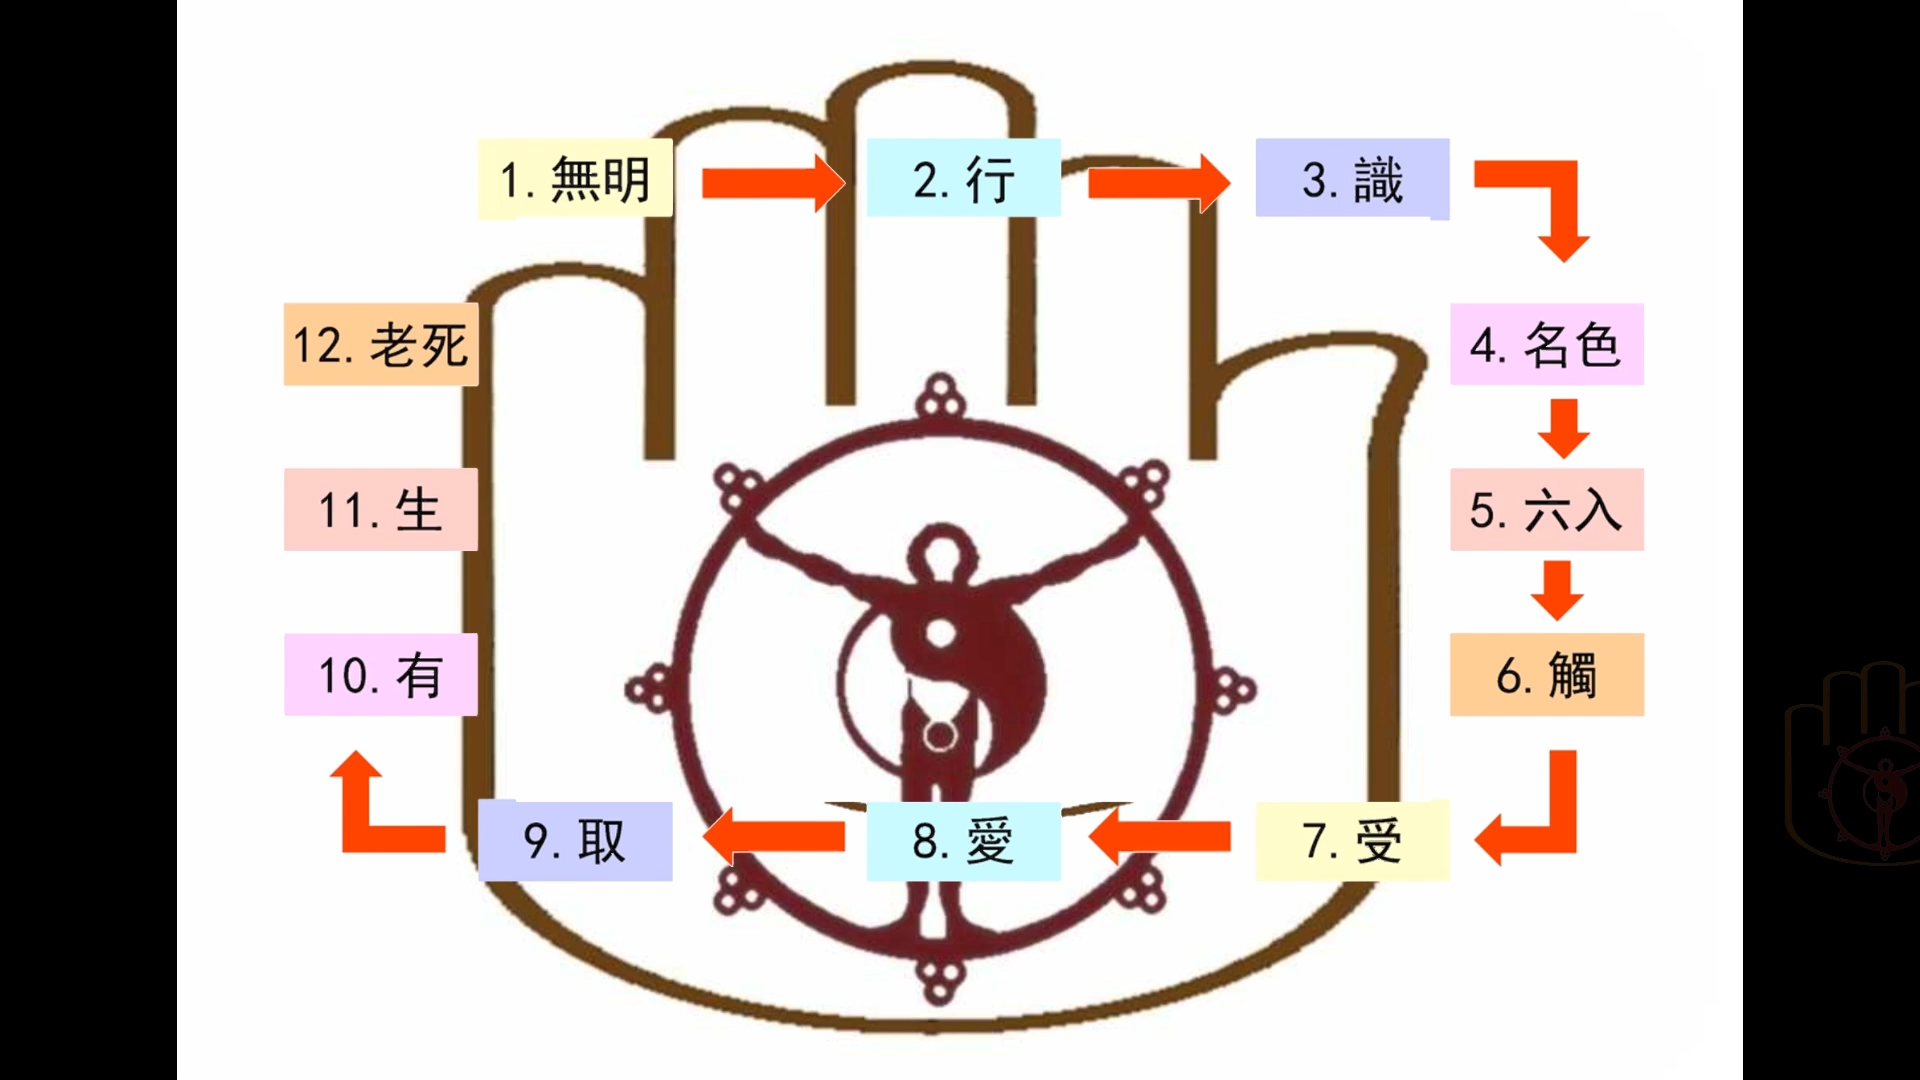 1.無明
2.行
3.識
4.名色
5.六入
6.觸
7.受
8.愛
9.取
10.有
11.生
12.老死